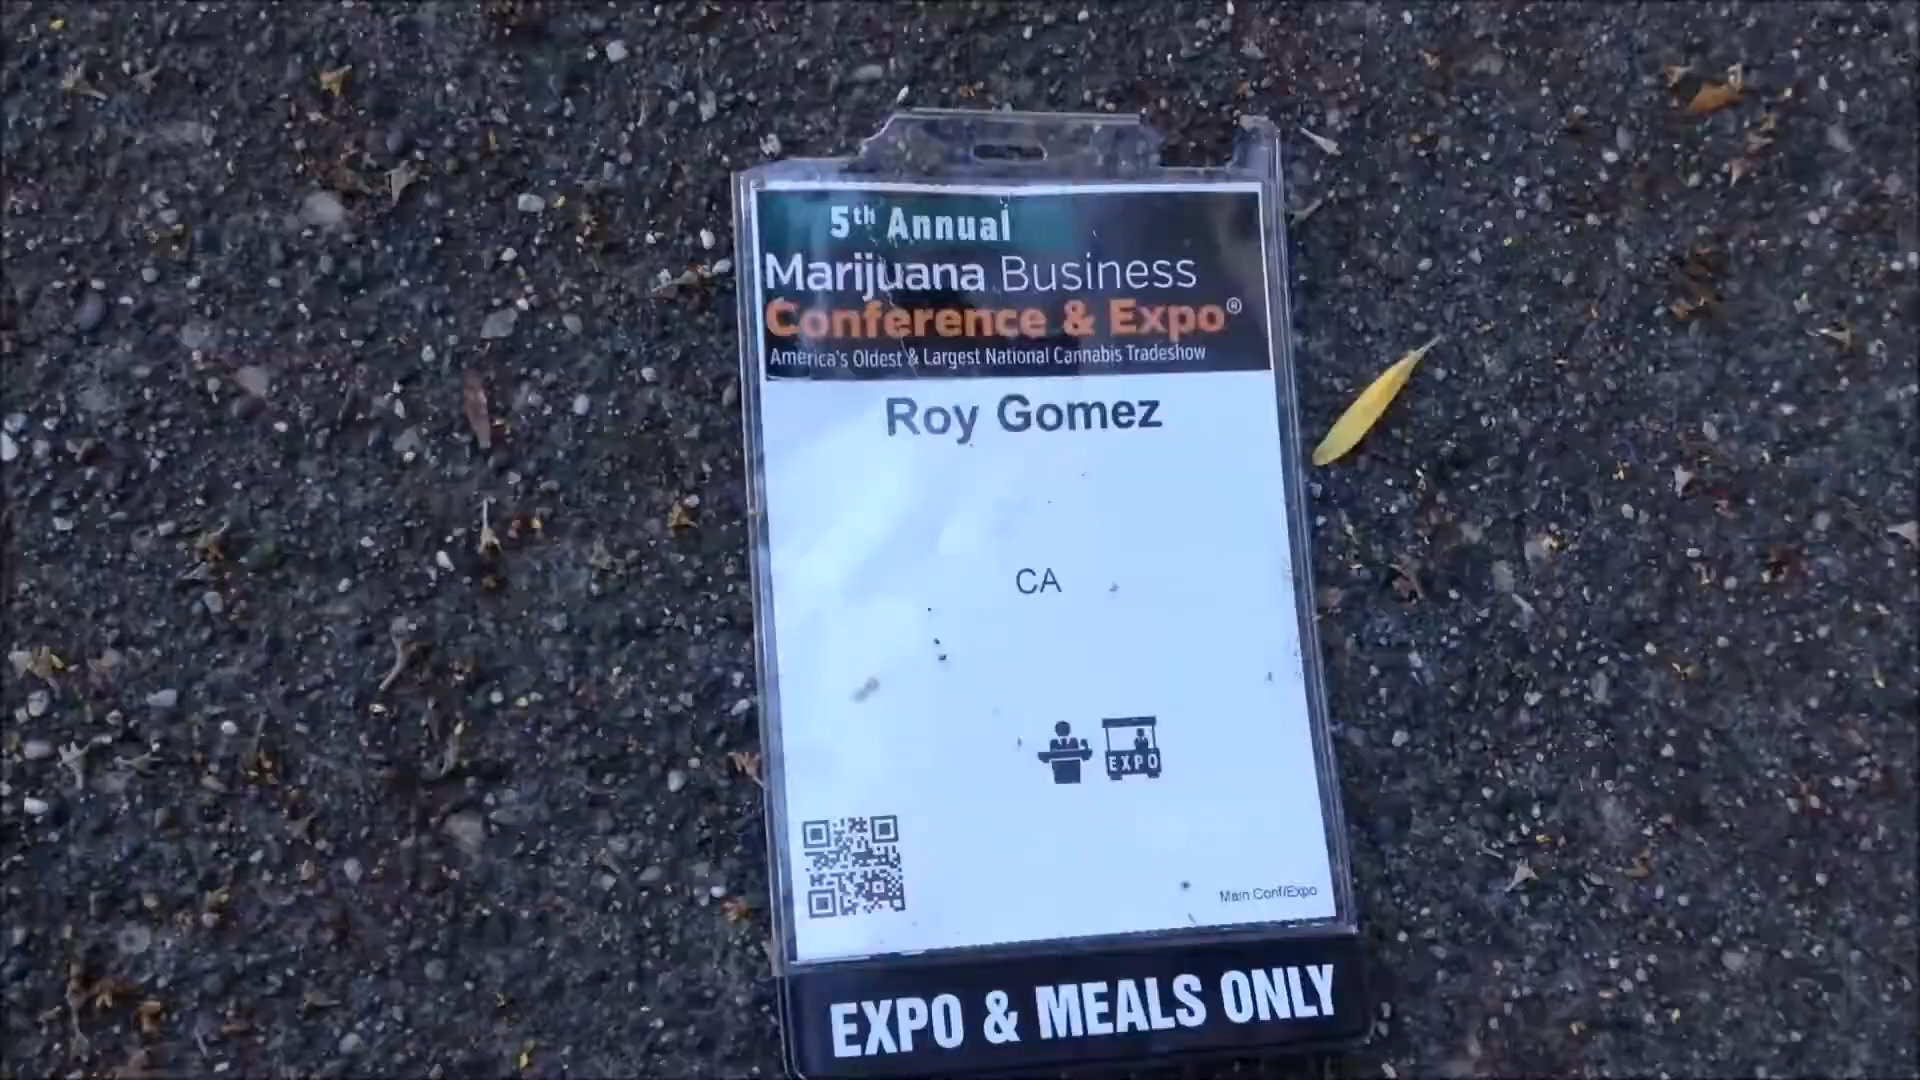 5th Annual
Marijuana Business
Conference & Expo®
America's Oldest & Largest National Cannabis Tradeshow
Roy Gomez
CA
EXPO
Main Conf/Expo
EXPO & MEALS ONLY